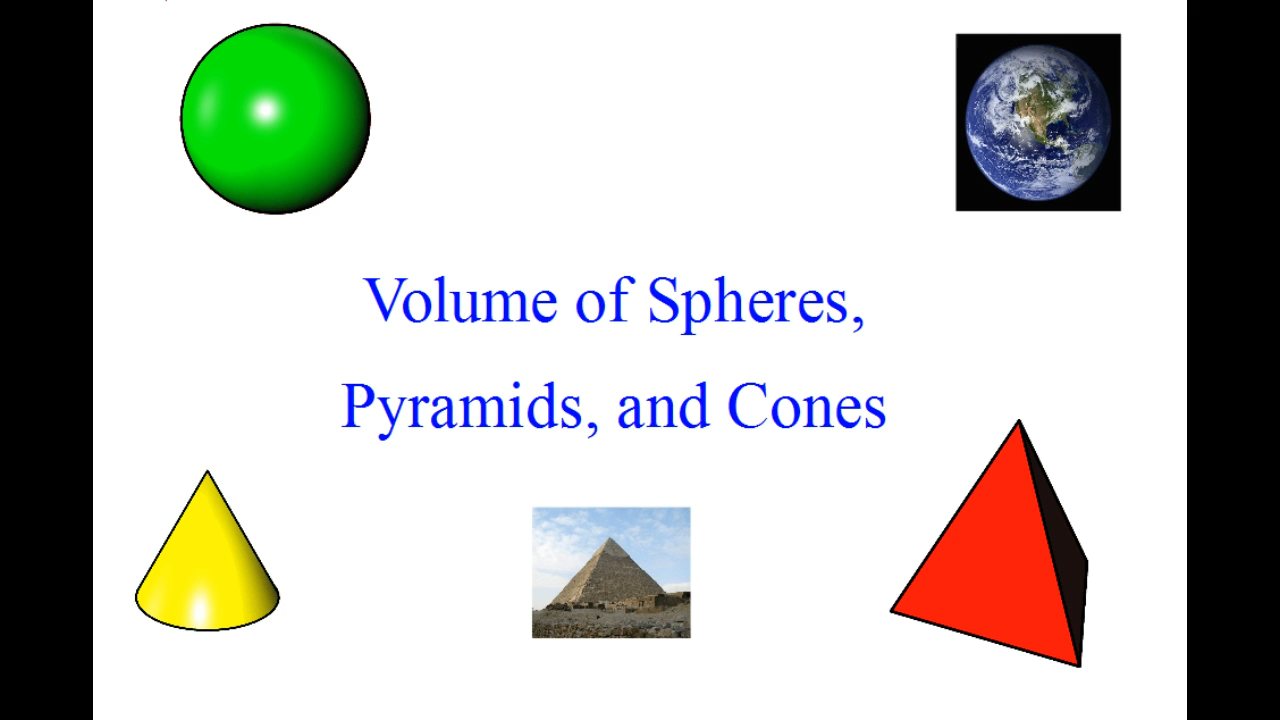 Volume of Spheres,
Pyramids, and Cones